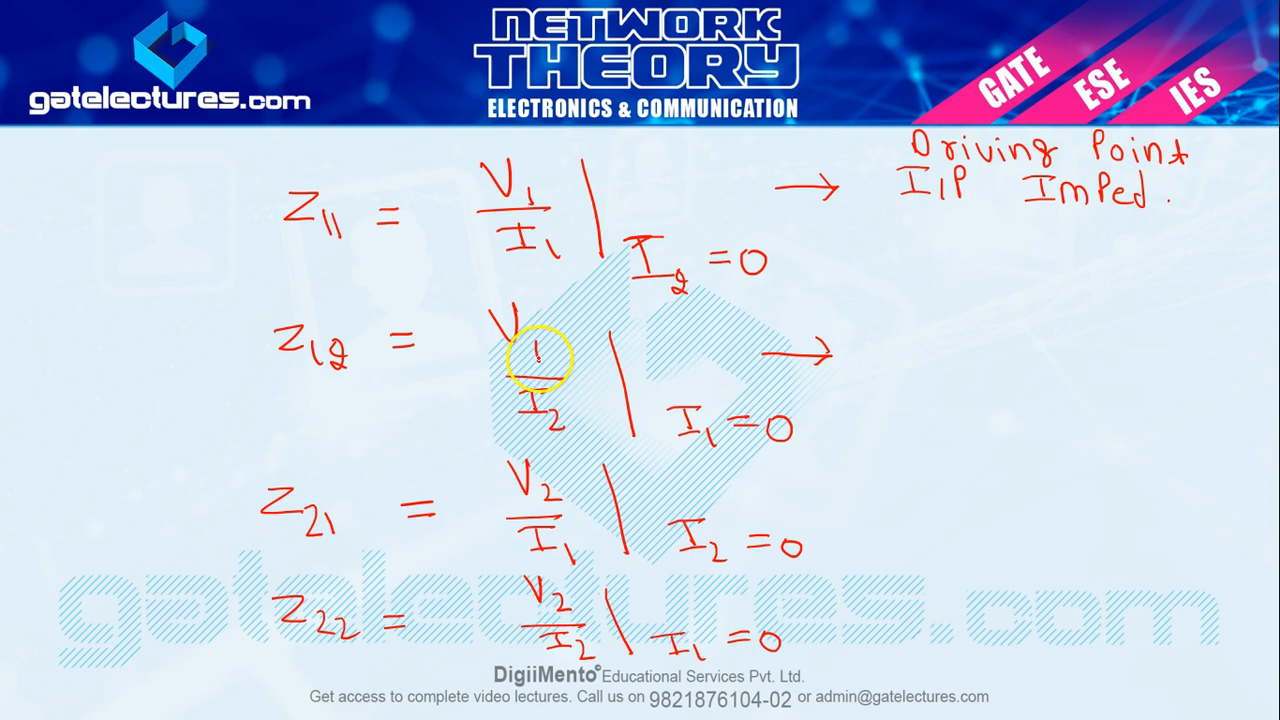 gatelectures.com
NETWORK
THEORY
ELECTRONICS & COMMUNICATION
GATE
ESE
IES
Driving Point
I/P Imped.
Z11 = V1/I1 | I2 = 0 →
Z12 = V1/I2 | I1 = 0 →
Z21 = V2/I1 | I2 = 0
Z22 = V2/I2 | I1 = 0
gatelectures.com
DigiiMento© Educational Services Pvt. Ltd.
Get access to complete video lectures. Call us on 9821876104-02 or admin@gatelectures.com